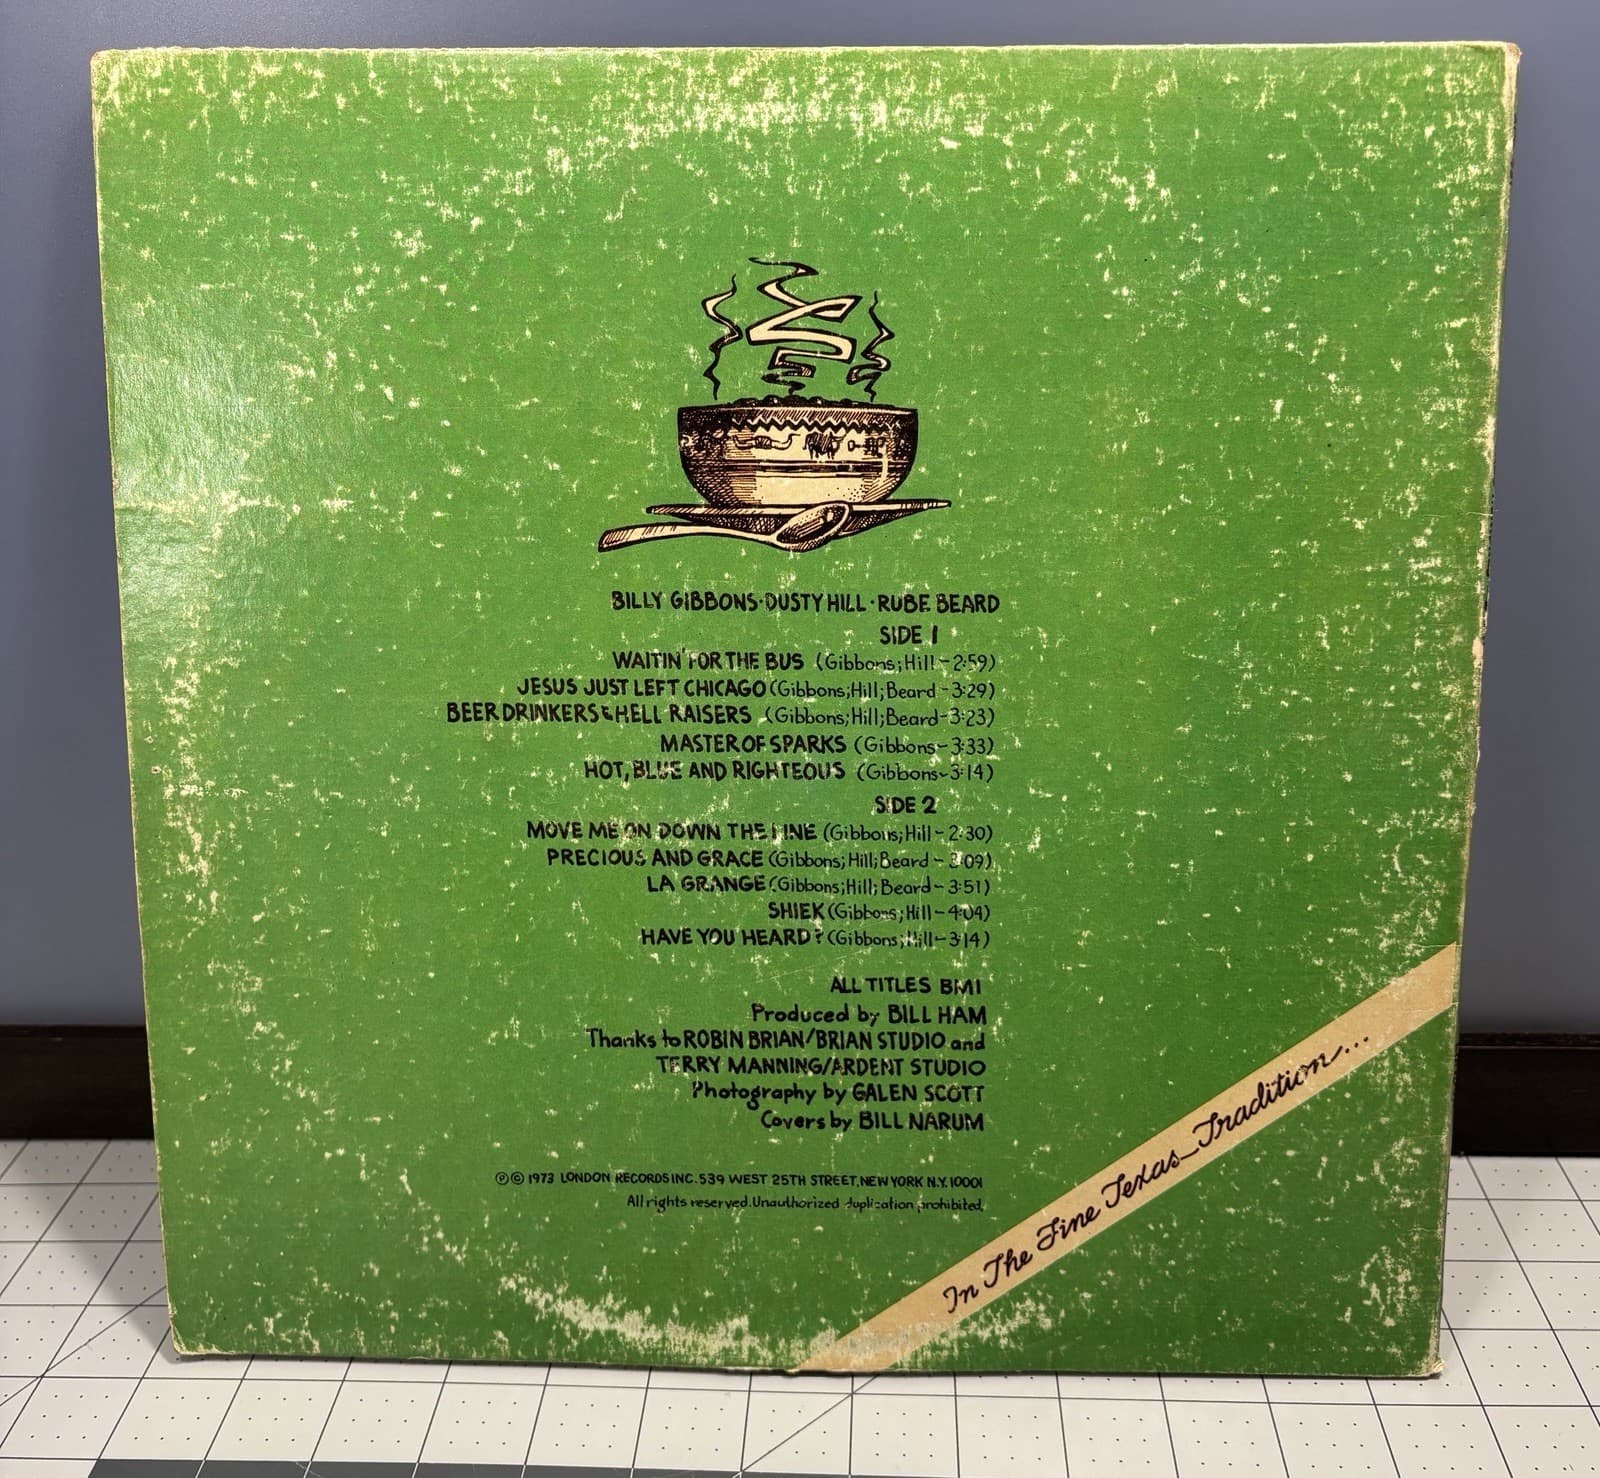 BILLY GIBBONS·DUSTY HILL·RUBE BEARD
SIDE 1
WAITIN' FOR THE BUS (Gibbons;Hill-2:59)
JESUS JUST LEFT CHICAGO (Gibbons;Hill;Beard-3:29)
BEER DRINKERS & HELL RAISERS (Gibbons;Hill;Beard-3:23)
MASTER OF SPARKS (Gibbons-3:33)
HOT, BLUE AND RIGHTEOUS (Gibbons-3:14)
SIDE 2
MOVE ME ON DOWN THE LINE (Gibbons;Hill-2:30)
PRECIOUS AND GRACE (Gibbons;Hill;Beard-3:09)
LA GRANGE (Gibbons;Hill;Beard-3:51)
SHIEK (Gibbons;Hill-4:04)
HAVE YOU HEARD? (Gibbons;Hill-3:14)
ALL TITLES BMI
Produced by BILL HAM
Thanks to ROBIN BRIAN/BRIAN STUDIO and
TERRY MANNING/ARDENT STUDIO
Photography by GALEN SCOTT
Covers by BILL NARUM
℗© 1973 LONDON RECORDS INC. 539 WEST 25TH STREET, NEW YORK N.Y. 10001
All rights reserved. Unauthorized duplication prohibited.
In The Fine Texas Tradition...